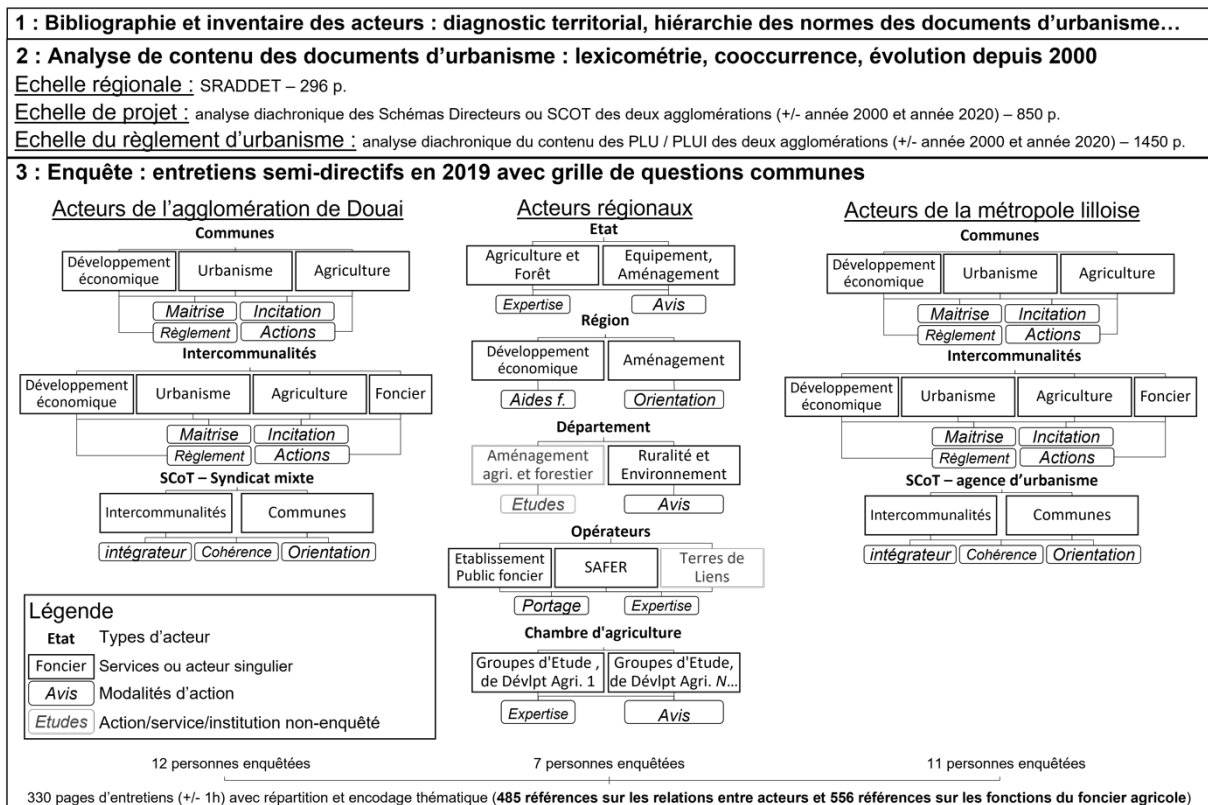 1 : Bibliographie et inventaire des acteurs : diagnostic territorial, hiérarchie des normes des documents d’urbanisme…
2 : Analyse de contenu des documents d’urbanisme : lexicométrie, cooccurrence, évolution depuis 2000
Echelle régionale : SRADDET – 296 p.
Echelle de projet : analyse diachronique des Schémas Directeurs ou SCOT des deux agglomérations (+/- année 2000 et année 2020) – 850 p.
Echelle du règlement d’urbanisme : analyse diachronique du contenu des PLU / PLUI des deux agglomérations (+/- année 2000 et année 2020) – 1450 p.
3 : Enquête : entretiens semi-directifs en 2019 avec grille de questions communes
Acteurs de l’agglomération de Douai
Communes
Développement
économique
Urbanisme
Agriculture
Maitrise
Incitation
Règlement
Actions
Intercommunalités
Développement
économique
Urbanisme
Agriculture
Foncier
Maitrise
Incitation
Règlement
Actions
SCoT – Syndicat mixte
Intercommunalités
Communes
intégrateur
Cohérence
Orientation
Acteurs régionaux
Etat
Agriculture et
Forêt
Equipement,
Aménagement
Expertise
Avis
Région
Développement
économique
Aménagement
Aides f.
Orientation
Département
Aménagement
agri. et forestier
Ruralité et
Environnement
Etudes
Avis
Opérateurs
Etablissement
Public foncier
SAFER
Terres de
Liens
Portage
Expertise
Chambre d'agriculture
Groupes d'Etude ,
de Dévlpt Agri. 1
Groupes d'Etude,
de Dévlpt Agri. N…
Expertise
Avis
Acteurs de la métropole lilloise
Communes
Développement
économique
Urbanisme
Agriculture
Maitrise
Incitation
Règlement
Actions
Intercommunalités
Développement
économique
Urbanisme
Agriculture
Foncier
Maitrise
Incitation
Règlement
Actions
SCoT – agence d’urbanisme
Intercommunalités
Communes
intégrateur
Cohérence
Orientation
Légende
Etat Types d’acteur
Foncier Services ou acteur singulier
Avis Modalités d’action
Etudes Action/service/institution non-enquêté
12 personnes enquêtées
7 personnes enquêtées
11 personnes enquêtées
330 pages d’entretiens (+/- 1h) avec répartition et encodage thématique (485 références sur les relations entre acteurs et 556 références sur les fonctions du foncier agricole)